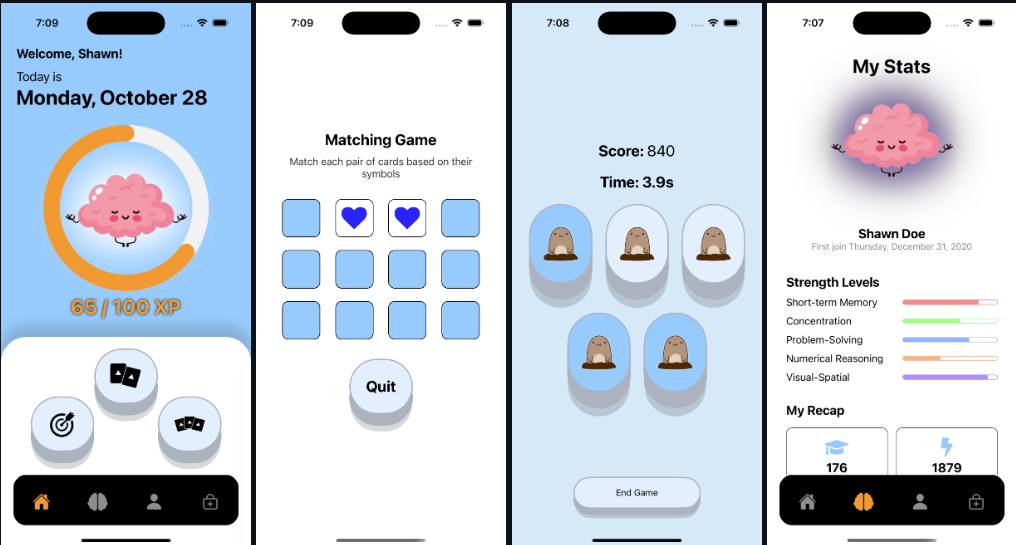 7:09
Welcome, Shawn!
Today is
Monday, October 28
65 / 100 XP
7:09
Matching Game
Match each pair of cards based on their
symbols
Quit
7:08
Score: 840
Time: 3.9s
End Game
7:07
My Stats
Shawn Doe
First join Thursday, December 31, 2020
Strength Levels
Short-term Memory
Concentration
Problem-Solving
Numerical Reasoning
Visual-Spatial
My Recap
176
1879